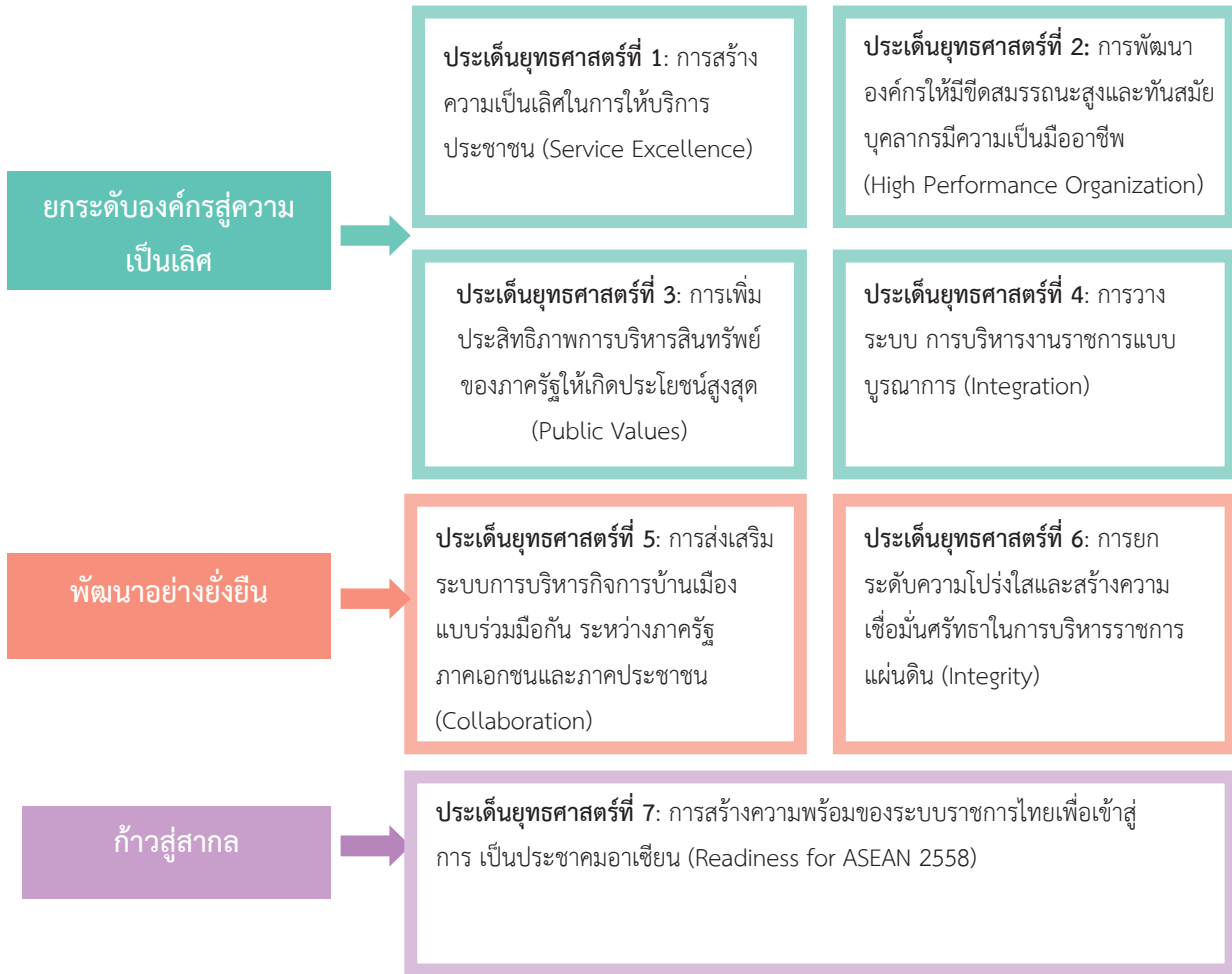 ยกระดับองค์กรสู่ความ
เป็นเลิศ
ประเด็นยุทธศาสตร์ที่ 1: การสร้าง
ความเป็นเลิศในการให้บริการ
ประชาชน (Service Excellence)
ประเด็นยุทธศาสตร์ที่ 2: การพัฒนา
องค์กรให้มีขีดสมรรถนะสูงและทันสมัย
บุคลากรมีความเป็นมืออาชีพ
(High Performance Organization)
ประเด็นยุทธศาสตร์ที่ 3: การเพิ่ม
ประสิทธิภาพการบริหารสินทรัพย์
ของภาครัฐให้เกิดประโยชน์สูงสุด
(Public Values)
ประเด็นยุทธศาสตร์ที่ 4: การวาง
ระบบ การบริหารงานราชการแบบ
บูรณาการ (Integration)
พัฒนาอย่างยั่งยืน
ประเด็นยุทธศาสตร์ที่ 5: การส่งเสริม
ระบบการบริหารกิจการบ้านเมือง
แบบร่วมมือกัน ระหว่างภาครัฐ
ภาคเอกชนและภาคประชาชน
(Collaboration)
ประเด็นยุทธศาสตร์ที่ 6: การยก
ระดับความโปร่งใสและสร้างความ
เชื่อมั่นศรัทธาในการบริหารราชการ
แผ่นดิน (Integrity)
ก้าวสู่สากล
ประเด็นยุทธศาสตร์ที่ 7: การสร้างความพร้อมของระบบราชการไทยเพื่อเข้าสู่
การ เป็นประชาคมอาเซียน (Readiness for ASEAN 2558)